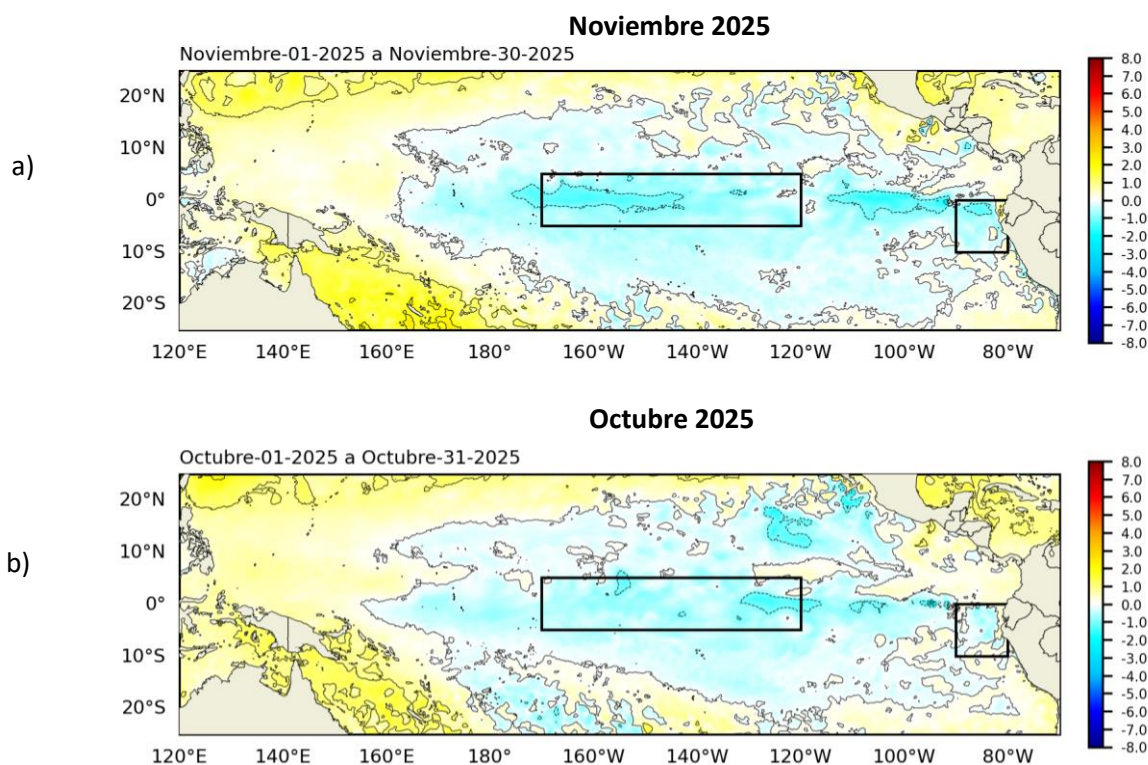 Noviembre 2025
Noviembre-01-2025 a Noviembre-30-2025
a)
20°N
10°N
0°
10°S
20°S
120°E 140°E 160°E 180° 160°W 140°W 120°W 100°W 80°W
8.0
7.0
6.0
5.0
4.0
3.0
2.0
1.0
0.0
-1.0
-2.0
-3.0
-4.0
-5.0
-6.0
-7.0
-8.0
Octubre 2025
Octubre-01-2025 a Octubre-31-2025
b)
20°N
10°N
0°
10°S
20°S
120°E 140°E 160°E 180° 160°W 140°W 120°W 100°W 80°W
8.0
7.0
6.0
5.0
4.0
3.0
2.0
1.0
0.0
-1.0
-2.0
-3.0
-4.0
-5.0
-6.0
-7.0
-8.0